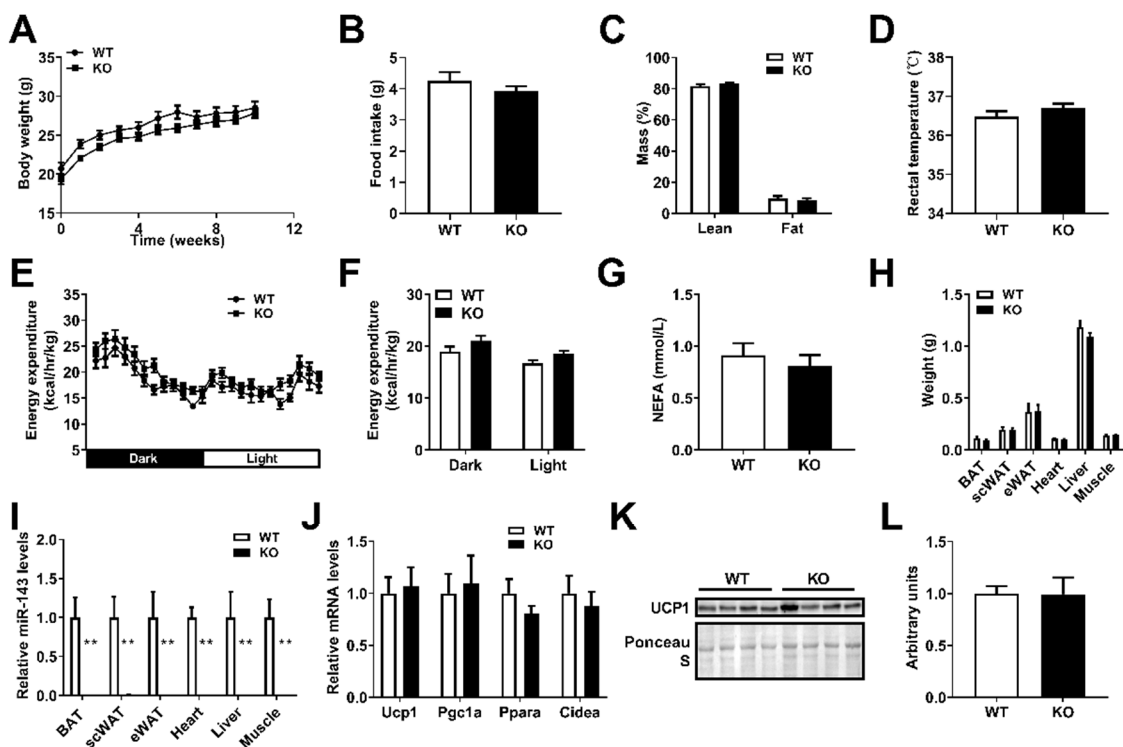 A
WT
KO
Body weight (g)
35
30
25
20
15
0
4
8
12
Time (weeks)
B
Food intake (g)
5
4
3
2
1
0
WT
KO
C
WT
KO
Mass (%)
100
80
60
40
20
0
Lean
Fat
D
Rectal temperature (℃)
38
37
36
35
34
WT
KO
E
WT
KO
Energy expenditure
(kcal/hr/kg)
35
30
25
20
15
5
Dark
Light
F
WT
KO
Energy expenditure
(kcal/hr/kg)
30
20
10
0
Dark
Light
G
NEFA (mmol/L)
1.5
1.0
0.5
0.0
WT
KO
H
WT
KO
Weight (g)
1.5
1.0
0.5
0.0
BAT
scWAT
eWAT
Heart
Liver
Muscle
I
WT
KO
Relative miR-143 levels
2.0
1.5
1.0
0.5
0.0
**
**
**
**
**
**
BAT
scWAT
eWAT
Heart
Liver
Muscle
J
WT
KO
Relative mRNA levels
2.0
1.5
1.0
0.5
0.0
Ucp1
Pgc1a
Ppara
Cidea
K
WT
KO
UCP1
Ponceau
S
L
Arbitrary units
1.5
1.0
0.5
0.0
WT
KO